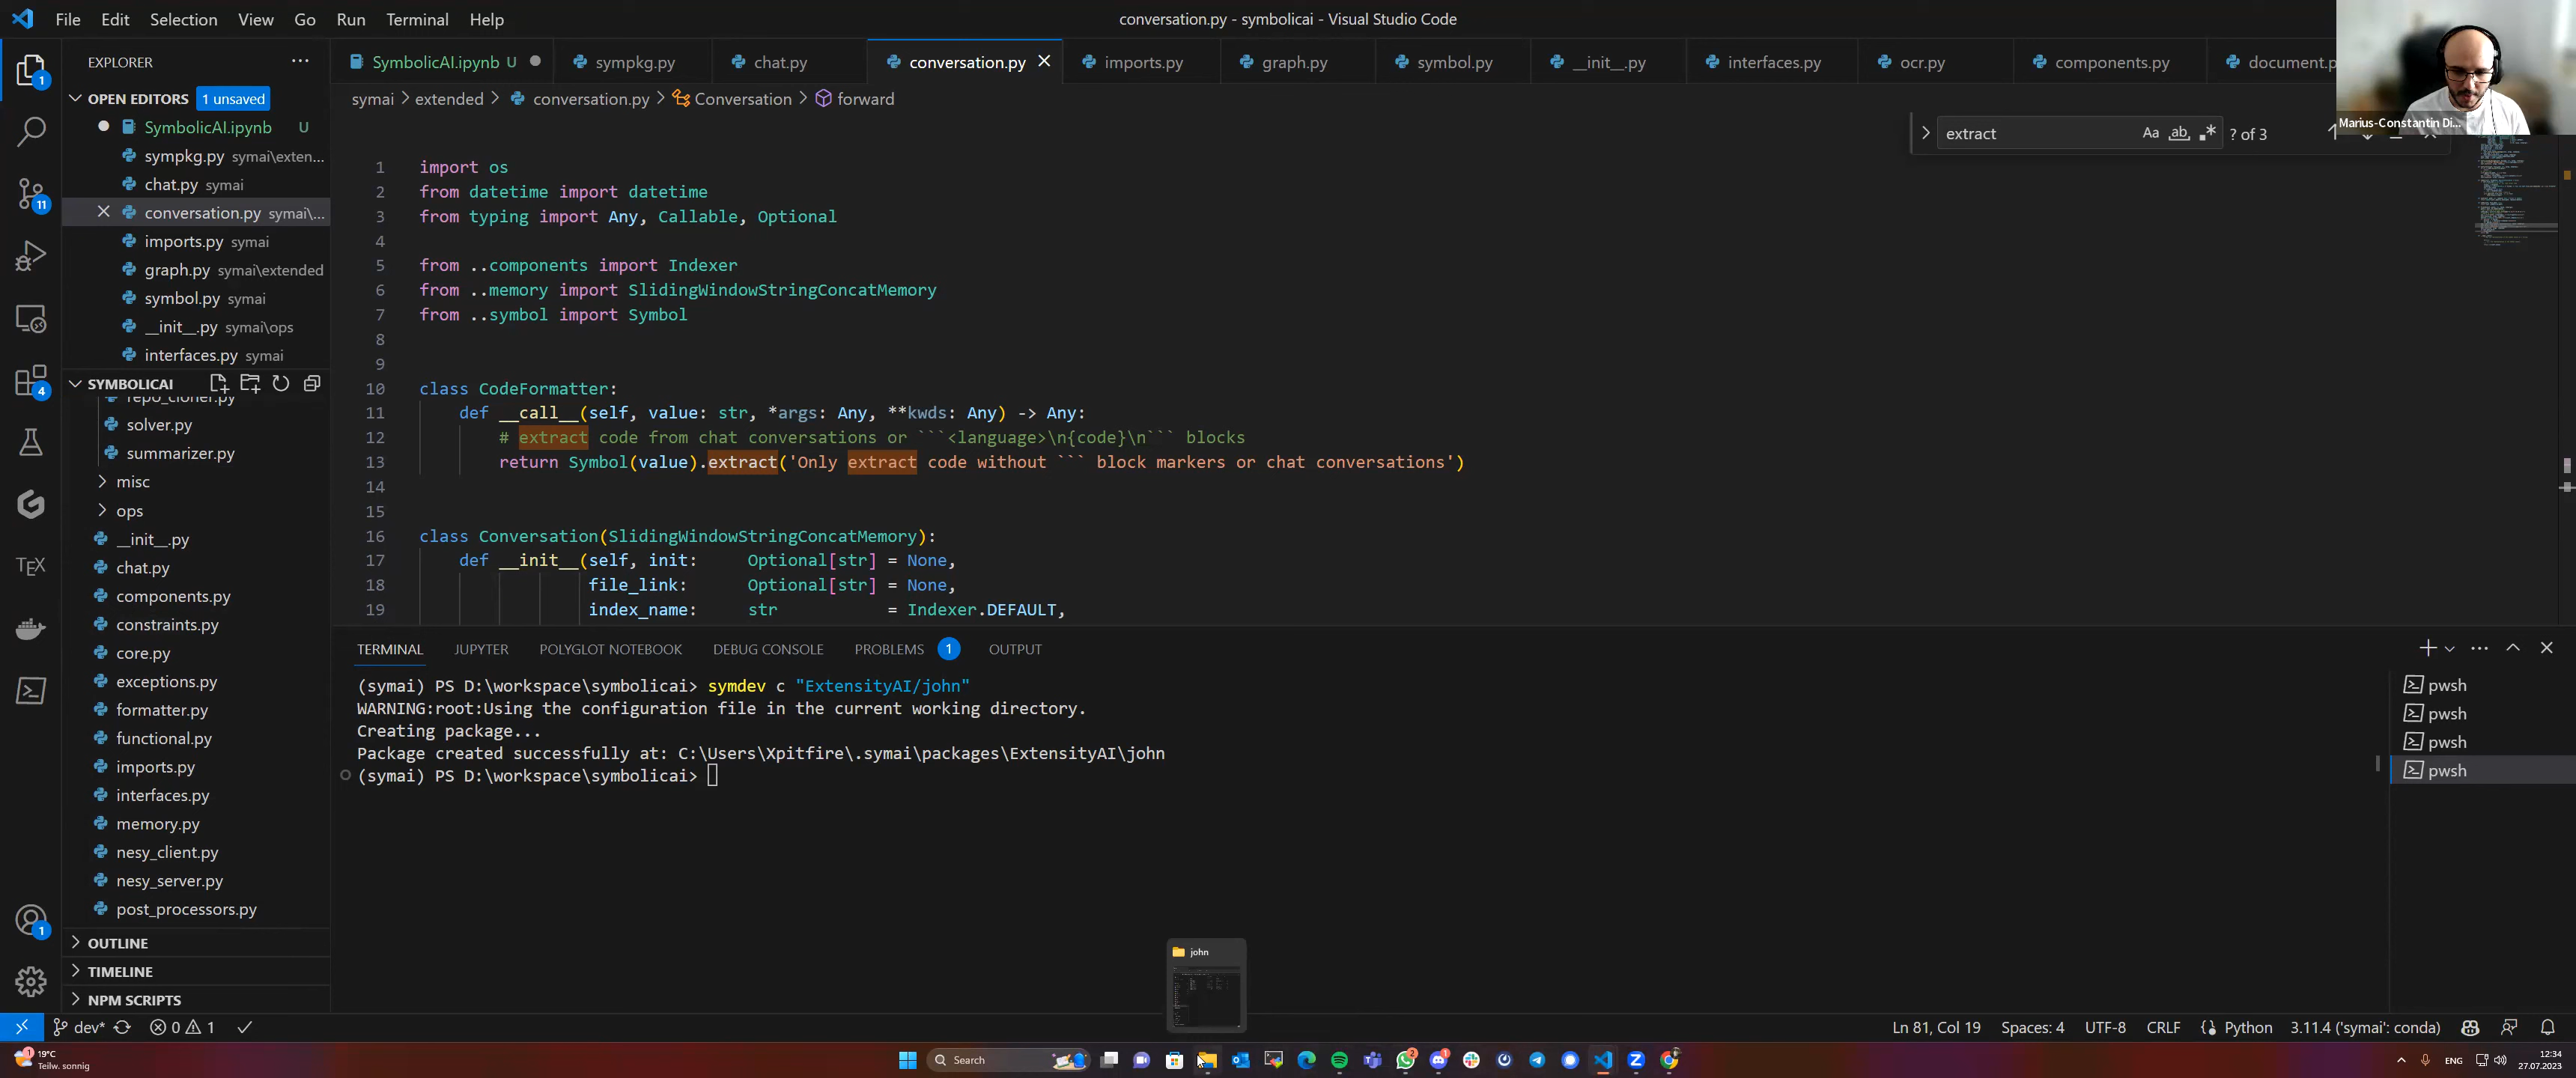 File Edit Selection View Go Run Terminal Help
conversation.py - symbolicai - Visual Studio Code
EXPLORER
SymbolicAI.ipynb U
sympkg.py
chat.py
conversation.py
imports.py
graph.py
symbol.py
__init__.py
interfaces.py
ocr.py
components.py
document.p
Marius-Constantin Di...
OPEN EDITORS 1 unsaved
SymbolicAI.ipynb U
sympkg.py symai\exten...
chat.py symai
conversation.py symai\...
imports.py symai
graph.py symai\extended
symbol.py symai
__init__.py symai\ops
interfaces.py symai
SYMBOLICAI
repo_cloner.py
solver.py
summarizer.py
misc
ops
__init__.py
chat.py
components.py
constraints.py
core.py
exceptions.py
formatter.py
functional.py
imports.py
interfaces.py
memory.py
nesy_client.py
nesy_server.py
post_processors.py
OUTLINE
TIMELINE
NPM SCRIPTS
1
11
4
TEX
1
symai > extended > conversation.py > Conversation > forward
extract Aa ab .* ? of 3
1 import os
2 from datetime import datetime
3 from typing import Any, Callable, Optional
4
5 from ..components import Indexer
6 from ..memory import SlidingWindowStringConcatMemory
7 from ..symbol import Symbol
8
9
10 class CodeFormatter:
11 def __call__(self, value: str, *args: Any, **kwds: Any) -> Any:
12 # extract code from chat conversations or ```<language>\n{code}\n``` blocks
13 return Symbol(value).extract('Only extract code without ``` block markers or chat conversations')
14
15
16 class Conversation(SlidingWindowStringConcatMemory):
17 def __init__(self, init: Optional[str] = None,
18 file_link: Optional[str] = None,
19 index_name: str = Indexer.DEFAULT,
TERMINAL JUPYTER POLYGLOT NOTEBOOK DEBUG CONSOLE PROBLEMS 1 OUTPUT
(symai) PS D:\workspace\symbolicai> symdev c "ExtensityAI/john"
WARNING:root:Using the configuration file in the current working directory.
Creating package...
Package created successfully at: C:\Users\Xpitfire\.symai\packages\ExtensityAI\john
(symai) PS D:\workspace\symbolicai>
pwsh
pwsh
pwsh
pwsh
john
dev* 0 1
Ln 81, Col 19 Spaces: 4 UTF-8 CRLF Python 3.11.4 ('symai': conda)
19°C
Teilw. sonnig
Search
ENG
12:34
27.07.2023